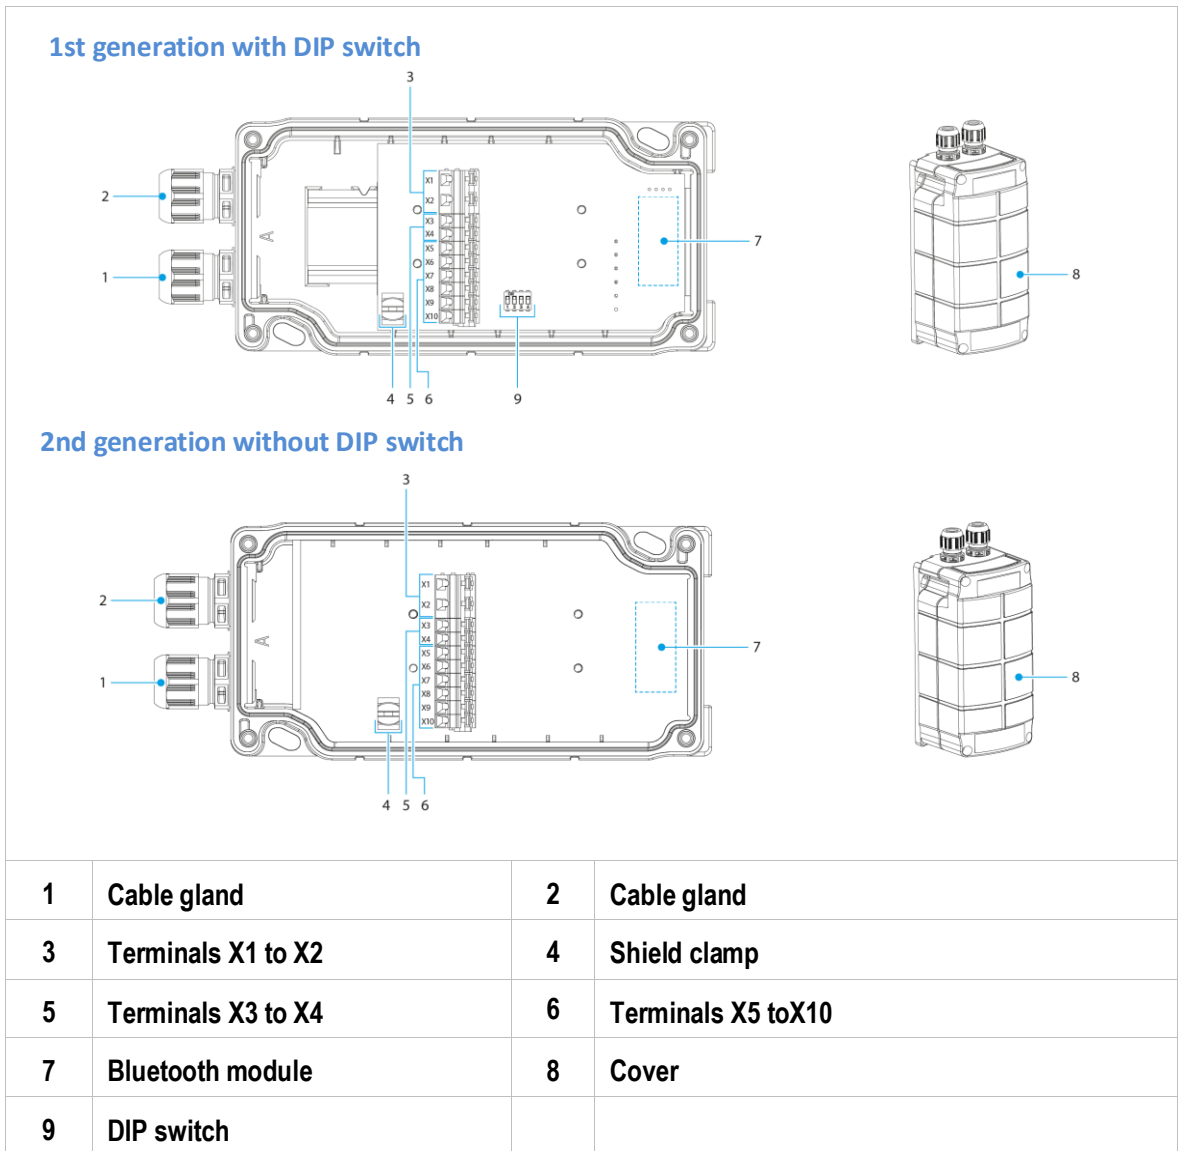 1st generation with DIP switch
3
X1
2
X2
X3
X4
7
A
X5
X6
1
X7
8
X8
X9
X10
4 5 6 9
2nd generation without DIP switch
3
X1
2
X2
X3
X4
7
A
X5
X6
1
X7
8
X8
X9
X10
4 5 6
1 Cable gland 2 Cable gland
3 Terminals X1 to X2 4 Shield clamp
5 Terminals X3 to X4 6 Terminals X5 toX10
7 Bluetooth module 8 Cover
9 DIP switch